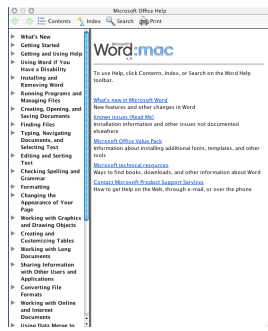 Microsoft Office Help
Contents Index Search Print
What's New
Getting Started
Getting and Using Help
Using Word if You
Have a Disability
Installing and
Removing Word
Running Programs and
Managing Files
Creating, Opening, and
Saving Documents
Finding Files
Typing, Navigating
Documents, and
Selecting Text
Editing and Sorting
Text
Checking Spelling and
Grammar
Formatting
Changing the
Appearance of Your
Page
Working with Graphics
and Drawing Objects
Creating and
Customizing Tables
Working with Long
Documents
Sharing Information
with Other Users and
Applications
Converting File
Formats
Working with Online
and Internet
Documents
Using Data Merge to
Microsoft
Word:mac
v. X
To use Help, click Contents, Index, or Search on the Word Help
toolbar.
What's new in Microsoft Word
New features and other changes in Word
Known issues (Read Me)
Installation information and other issues not documented
elsewhere
Microsoft Office Value Pack
Information about installing additional fonts, templates, and other
tools
Microsoft technical resources
Ways to find books, downloads, and other information about Word
Contact Microsoft Product Support Services
How to get Help on the Web, through e-mail, or over the phone